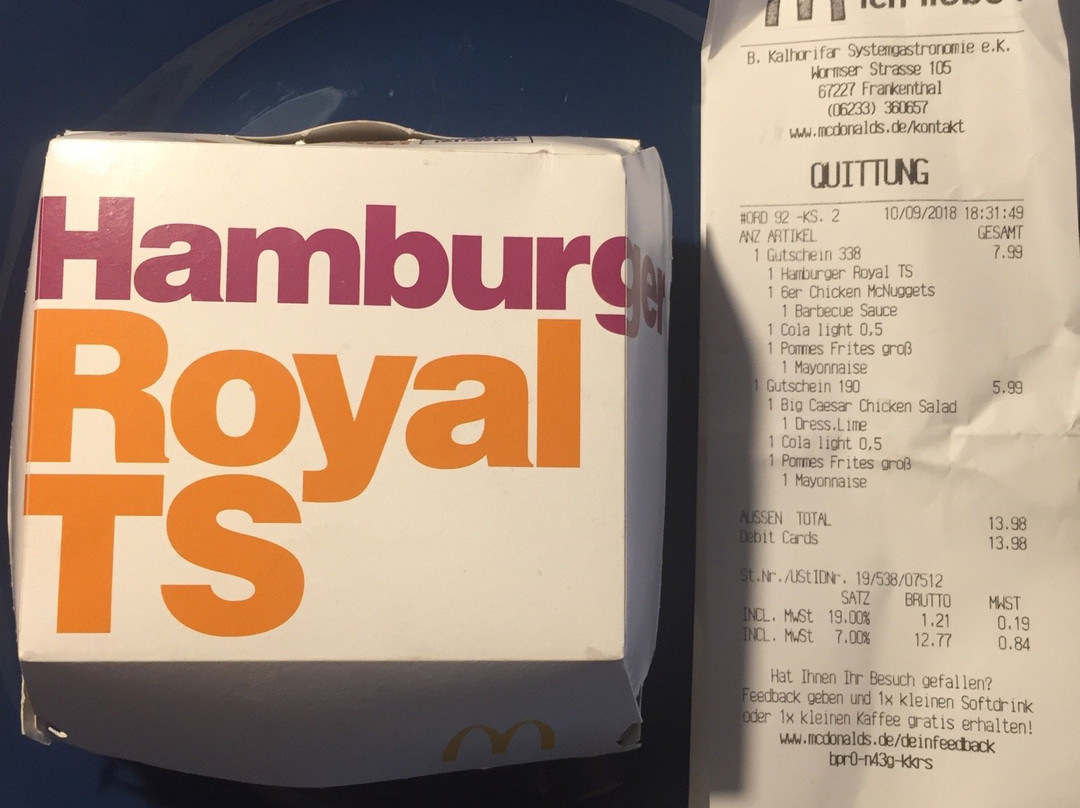 Hamburger
Royal
TS
ich liebe
B. Kalhorifar Systemgastronomie e.K.
Wormser Strasse 105
67227 Frankenthal
(06233) 360657
www.mcdonalds.de/kontakt
QUITTUNG
#ORD 92 -KS. 2 10/09/2018 18:31:49
ANZ ARTIKEL GESAMT
1 Gutschein 338 7.99
1 Hamburger Royal TS
1 6er Chicken McNuggets
1 Barbecue Sauce
1 Cola light 0,5
1 Pommes Frites groß
1 Mayonnaise
1 Gutschein 190 5.99
1 Big Caesar Chicken Salad
1 Dress.Lime
1 Cola light 0,5
1 Pommes Frites groß
1 Mayonnaise
AUSSEN TOTAL 13.98
Debit Cards 13.98
St.Nr./UStIDNr. 19/538/07512
SATZ BRUTTO MWST
INCL. MwSt 19.00% 1.21 0.19
INCL. MwSt 7.00% 12.77 0.84
Hat Ihnen Ihr Besuch gefallen?
Feedback geben und 1x kleinen Softdrink
oder 1x kleinen Kaffee gratis erhalten!
www.mcdonalds.de/deinfeedback
bpr0-n43g-kkrs